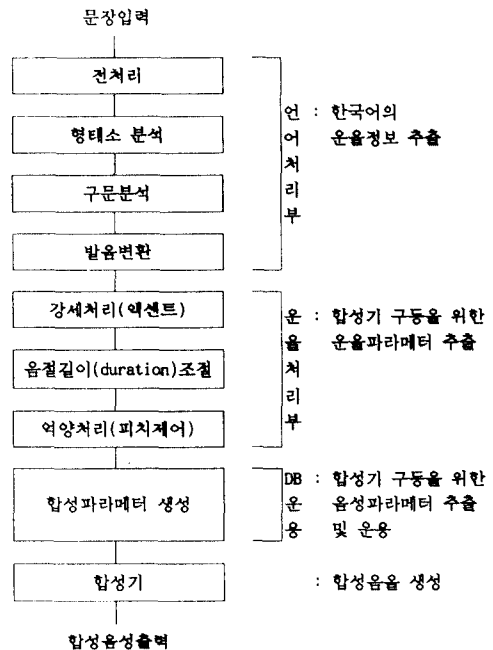 문장입력
전처리
형태소 분석
구문분석
발음변환
언어처리부 : 한국어의
운율정보 추출
강세처리(액센트)
음절길이(duration)조절
억양처리(피치제어)
운율처리부 : 합성기 구동을 위한
운율파라메터 추출
합성파라메터 생성
DB운용 : 합성기 구동을 위한
음성파라메터 추출
및 운용
합성기
: 합성음을 생성
합성음성출력